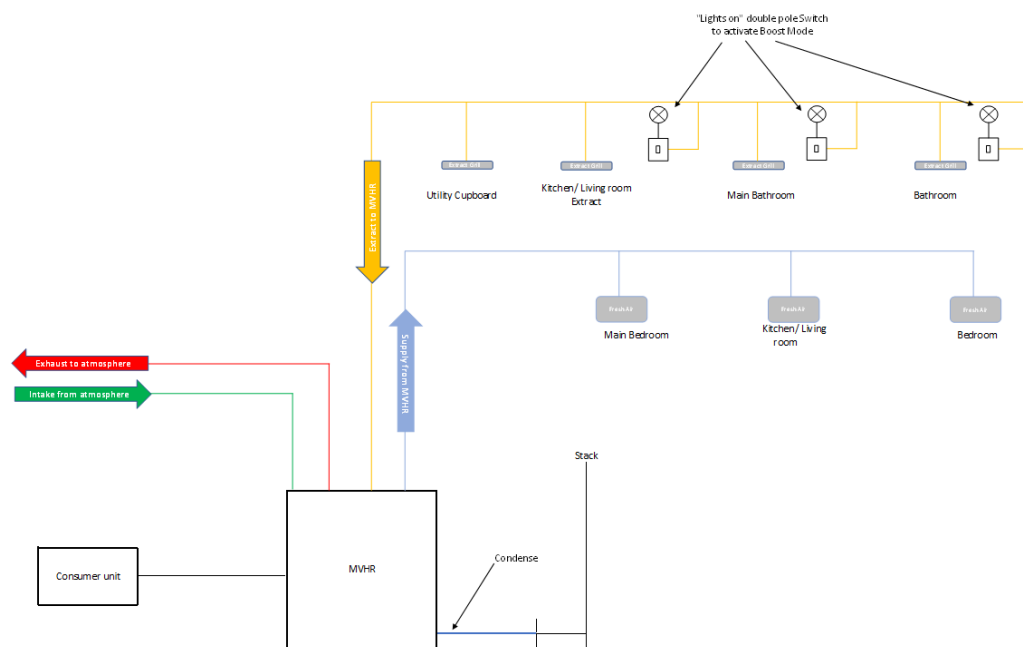 "Lights on" double pole Switch
to activate Boost Mode
Extract Grill
Extract Grill
Extract Grill
Extract Grill
Utility Cupboard
Kitchen/ Living room
Extract
Main Bathroom
Bathroom
Extract to MVHR
Fresh Air
Fresh Air
Fresh Air
Main Bedroom
Kitchen/ Living
room
Bedroom
Supply from MVHR
Exhaust to atmosphere
Intake from atmosphere
Stack
Condense
Consumer unit
MVHR